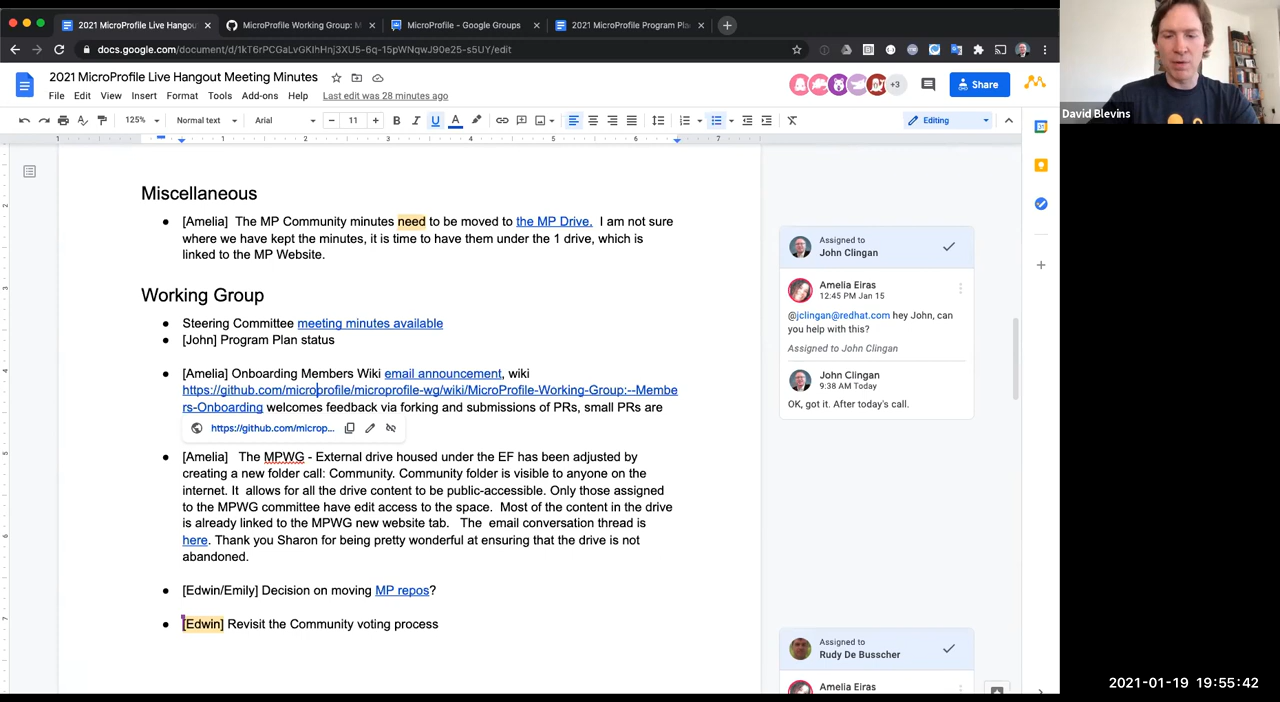 2021 MicroProfile Live Hangou
MicroProfile Working Group: M
MicroProfile - Google Groups
2021 MicroProfile Program Pla
docs.google.com/document/d/1kT6rPCGaLvGKIhHnj3XU5-6q-15pWNqwJ90e25-s5UY/edit
2021 MicroProfile Live Hangout Meeting Minutes
+3
Share
File Edit View Insert Format Tools Add-ons Help Last edit was 28 minutes ago
125% Normal text Arial 11 B I U A Editing
1 1 2 3 4 5 6 7
Miscellaneous
● [Amelia] The MP Community minutes need to be moved to the MP Drive. I am not sure
where we have kept the minutes, it is time to have them under the 1 drive, which is
linked to the MP Website.
Working Group
● Steering Committee meeting minutes available
● [John] Program Plan status
● [Amelia] Onboarding Members Wiki email announcement, wiki
https://github.com/microprofile/microprofile-wg/wiki/MicroProfile-Working-Group:--Membe
rs-Onboarding welcomes feedback via forking and submissions of PRs, small PRs are
https://github.com/microp...
● [Amelia] The MPWG - External drive housed under the EF has been adjusted by
creating a new folder call: Community. Community folder is visible to anyone on the
internet. It allows for all the drive content to be public-accessible. Only those assigned
to the MPWG committee have edit access to the space. Most of the content in the drive
is already linked to the MPWG new website tab. The email conversation thread is
here. Thank you Sharon for being pretty wonderful at ensuring that the drive is not
abandoned.
● [Edwin/Emily] Decision on moving MP repos?
● [Edwin] Revisit the Community voting process
Assigned to
John Clingan
Amelia Eiras
12:45 PM Jan 15
@jclingan@redhat.com hey John, can
you help with this?
Assigned to John Clingan
John Clingan
9:38 AM Today
OK, got it. After today's call.
Assigned to
Rudy De Busscher
Amelia Eiras
David Blevins
2021-01-19 19:55:42